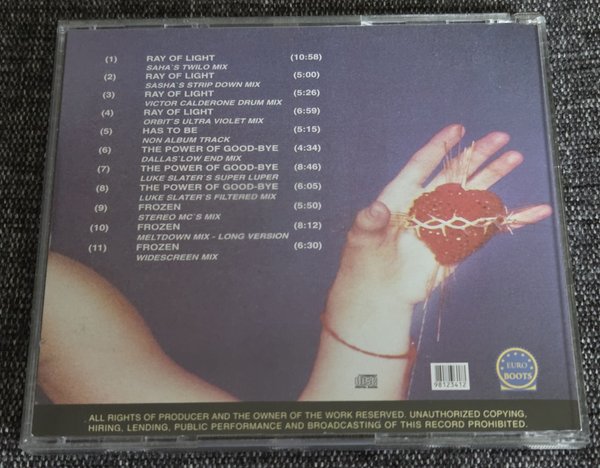 (1) RAY OF LIGHT (10:58)
SAHA`S TWILO MIX
(2) RAY OF LIGHT (5:00)
SASHA`S STRIP DOWN MIX
(3) RAY OF LIGHT (5:26)
VICTOR CALDERONE DRUM MIX
(4) RAY OF LIGHT (6:59)
ORBIT`S ULTRA VIOLET MIX
(5) HAS TO BE (5:15)
NON ALBUM TRACK
(6) THE POWER OF GOOD-BYE (4:34)
DALLAS`LOW END MIX
(7) THE POWER OF GOOD-BYE (8:46)
LUKE SLATER`S SUPER LUPER
(8) THE POWER OF GOOD-BYE (6:05)
LUKE SLATER`S FILTERED MIX
(9) FROZEN (5:50)
STEREO MC`S MIX
(10) FROZEN (8:12)
MELTDOWN MIX - LONG VERSION
(11) FROZEN (6:30)
WIDESCREEN MIX
98123412
EURO
BOOTS
ALL RIGHTS OF PRODUCER AND THE OWNER OF THE WORK RESERVED. UNAUTHORIZED COPYING,
HIRING, LENDING, PUBLIC PERFORMANCE AND BROADCASTING OF THIS RECORD PROHIBITED.